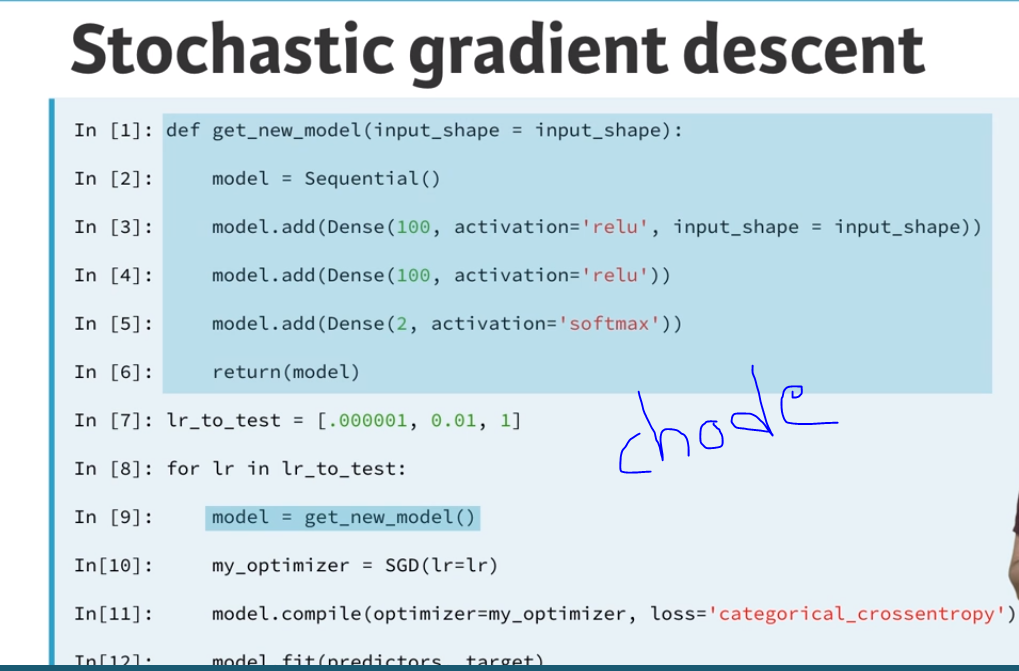 Stochastic gradient descent
In [1]: def get_new_model(input_shape = input_shape):
In [2]:     model = Sequential()
In [3]:     model.add(Dense(100, activation='relu', input_shape = input_shape))
In [4]:     model.add(Dense(100, activation='relu'))
In [5]:     model.add(Dense(2, activation='softmax'))
In [6]:     return(model)
In [7]: lr_to_test = [.000001, 0.01, 1]
chode
In [8]: for lr in lr_to_test:
In [9]:     model = get_new_model()
In[10]:     my_optimizer = SGD(lr=lr)
In[11]:     model.compile(optimizer=my_optimizer, loss='categorical_crossentropy')
In[12]:     model.fit(predictors, target)